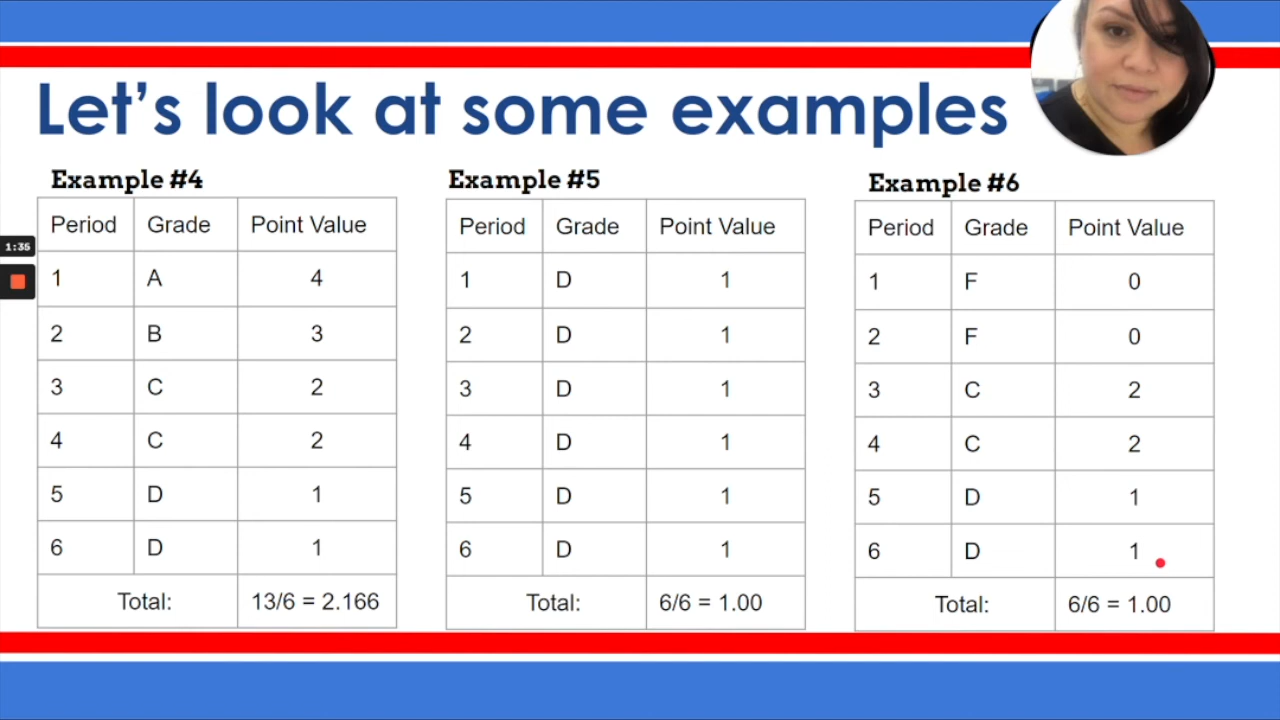 Let's look at some examples
Example #4
Period Grade Point Value
1 A 4
2 B 3
3 C 2
4 C 2
5 D 1
6 D 1
Total: 13/6 = 2.166
Example #5
Period Grade Point Value
1 D 1
2 D 1
3 D 1
4 D 1
5 D 1
6 D 1
Total: 6/6 = 1.00
Example #6
Period Grade Point Value
1 F 0
2 F 0
3 C 2
4 C 2
5 D 1
6 D 1
Total: 6/6 = 1.00
1:35